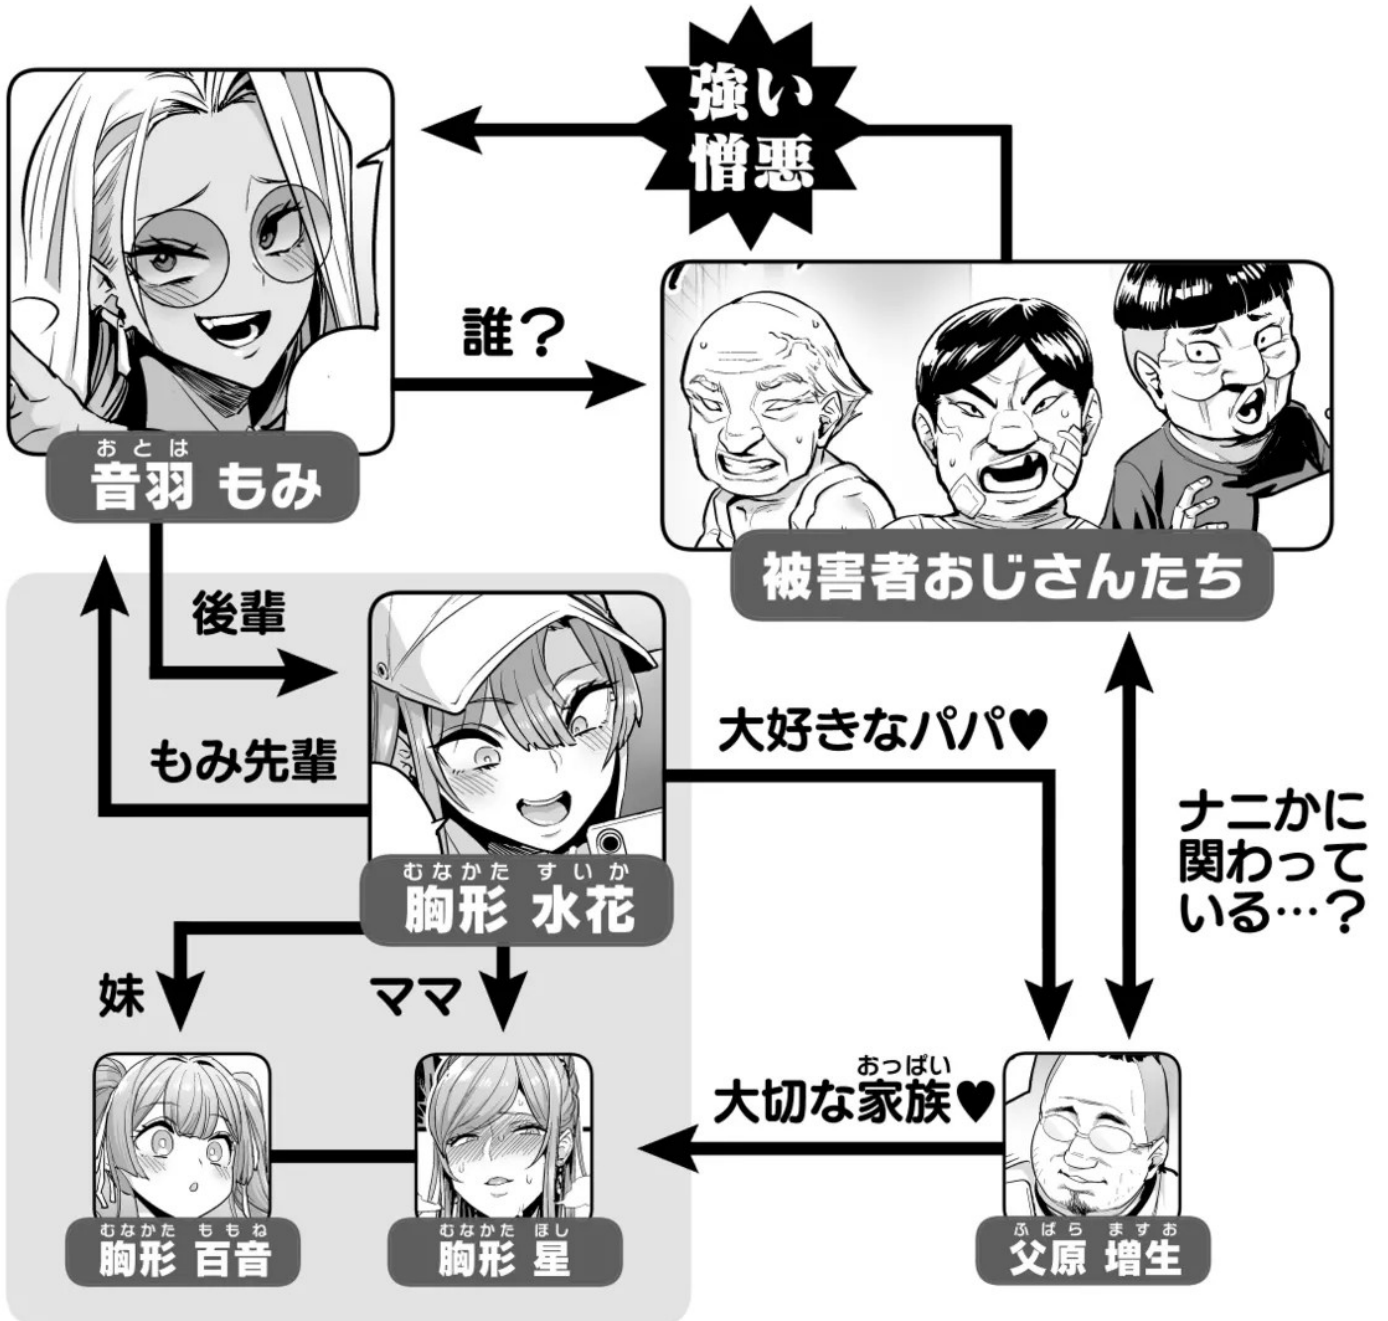 強い
憎悪
誰?
おとは
音羽 もみ
被害者おじさんたち
後輩
もみ先輩
大好きなパパ♥
ナニかに
関わって
いる…?
むなかた すいか
胸形 水花
妹
ママ
おっぱい
大切な家族♥
むなかた ももね
胸形 百音
むなかた ほし
胸形 星
ふばら ますお
父原 増生